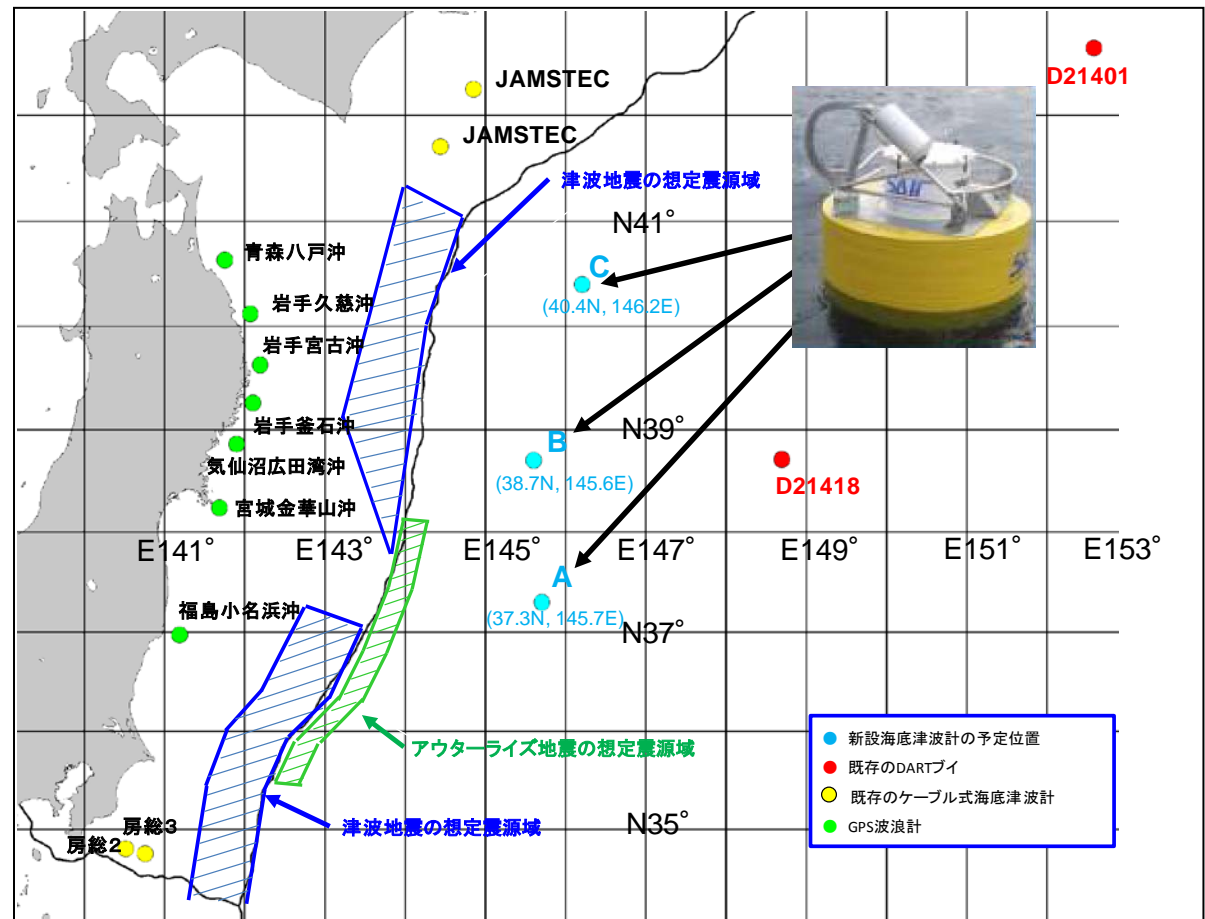 D21401
JAMSTEC
JAMSTEC
津波地震の想定震源域
N41°
青森八戸沖
C
(40.4N, 146.2E)
岩手久慈沖
岩手宮古沖
岩手釜石沖
N39°
B
気仙沼広田湾沖
(38.7N, 145.6E)
D21418
宮城金華山沖
E141°
E143°
E145°
E147°
E149°
E151°
E153°
A
(37.3N, 145.7E)
福島小名浜沖
N37°
アウターライズ地震の想定震源域
新設海底津波計の予定位置
既存のDARTブイ
既存のケーブル式海底津波計
GPS波浪計
津波地震の想定震源域
N35°
房総3
房総2